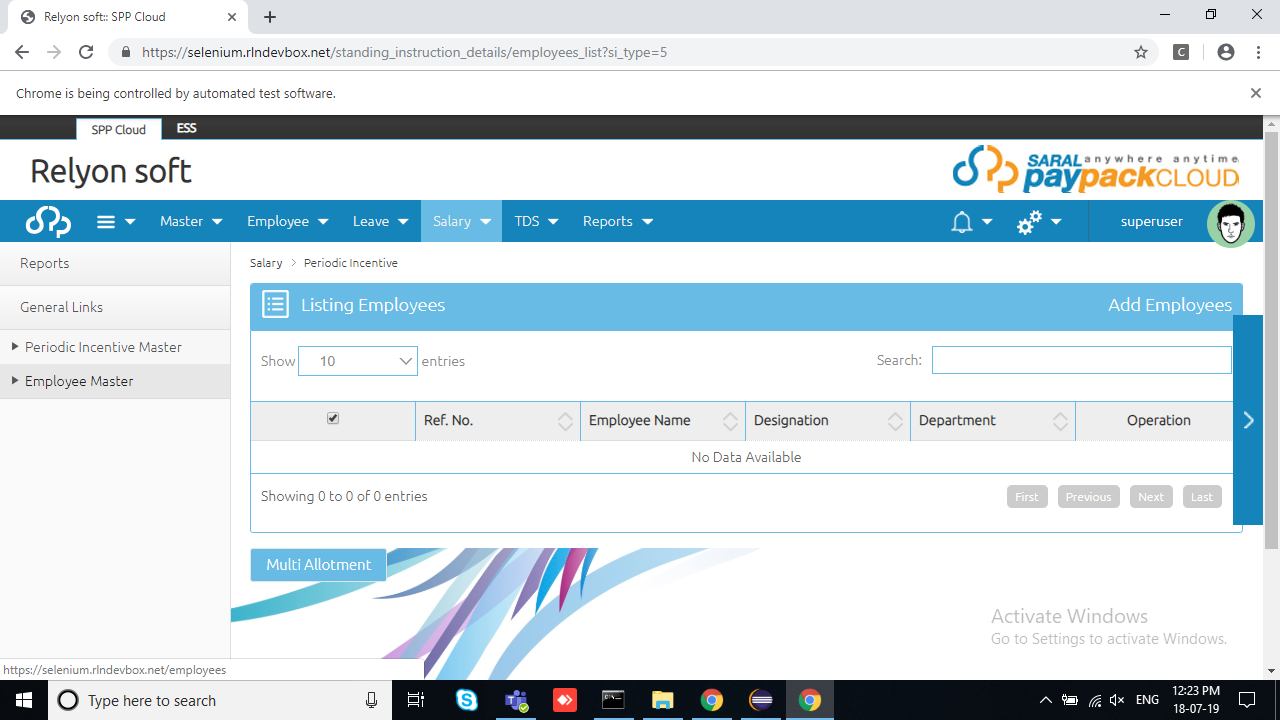 Relyon soft:: SPP Cloud
https://selenium.rlndevbox.net/standing_instruction_details/employees_list?si_type=5
C
Chrome is being controlled by automated test software.
SPP Cloud ESS
Relyon soft
SARAL anywhere anytime
paypackCLOUD
Master Employee Leave Salary TDS Reports superuser
Reports
General Links
Periodic Incentive Master
Employee Master
Salary > Periodic Incentive
Listing Employees Add Employees
Show 10 entries Search:
Ref. No. Employee Name Designation Department Operation
No Data Available
Showing 0 to 0 of 0 entries First Previous Next Last
Multi Allotment
Activate Windows
Go to Settings to activate Windows.
https://selenium.rlndevbox.net/employees
Type here to search
ENG
12:23 PM
18-07-19